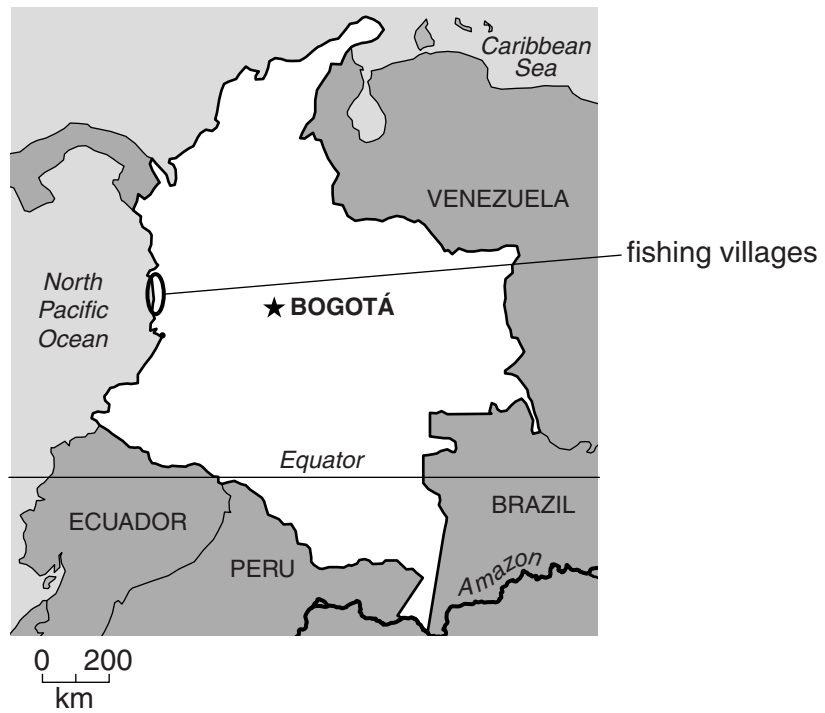 Caribbean
Sea
VENEZUELA
fishing villages
North
Pacific
Ocean
★ BOGOTÁ
Equator
ECUADOR
BRAZIL
PERU
Amazon
0 200
km